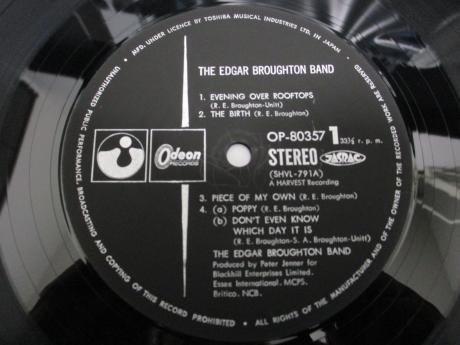 MFD. UNDER LICENCE BY TOSHIBA MUSICAL INDUSTRIES LTD. IN JAPAN.
THE EDGAR BROUGHTON BAND
1. EVENING OVER ROOFTOPS
(R. E. Broughton-Unitt)
2. THE BIRTH (R. E. Broughton)
Odeon
RECORDS
OP-80357 1 33⅓ r. p. m.
STEREO JASRAC
(SHVL-791A)
A HARVEST Recording
3. PIECE OF MY OWN (R. E. Broughton)
4. (a) POPPY (R. E. Broughton)
(b) DON'T EVEN KNOW
WHICH DAY IT IS
(R. E. Broughton-S. A. Broughton-Unitt)
THE EDGAR BROUGHTON BAND
Produced by Peter Jenner for
Blackhill Enterprises Limited.
Essex International. MCPS.
Britico. NCB.
UNAUTHORIZED PUBLIC PERFORMANCE, BROADCASTING AND COPYING OF THIS RECORD PROHIBITED • ALL RIGHTS OF THE MANUFACTURER AND OF THE OWNER OF THE RECORDED WORK ARE RESERVED